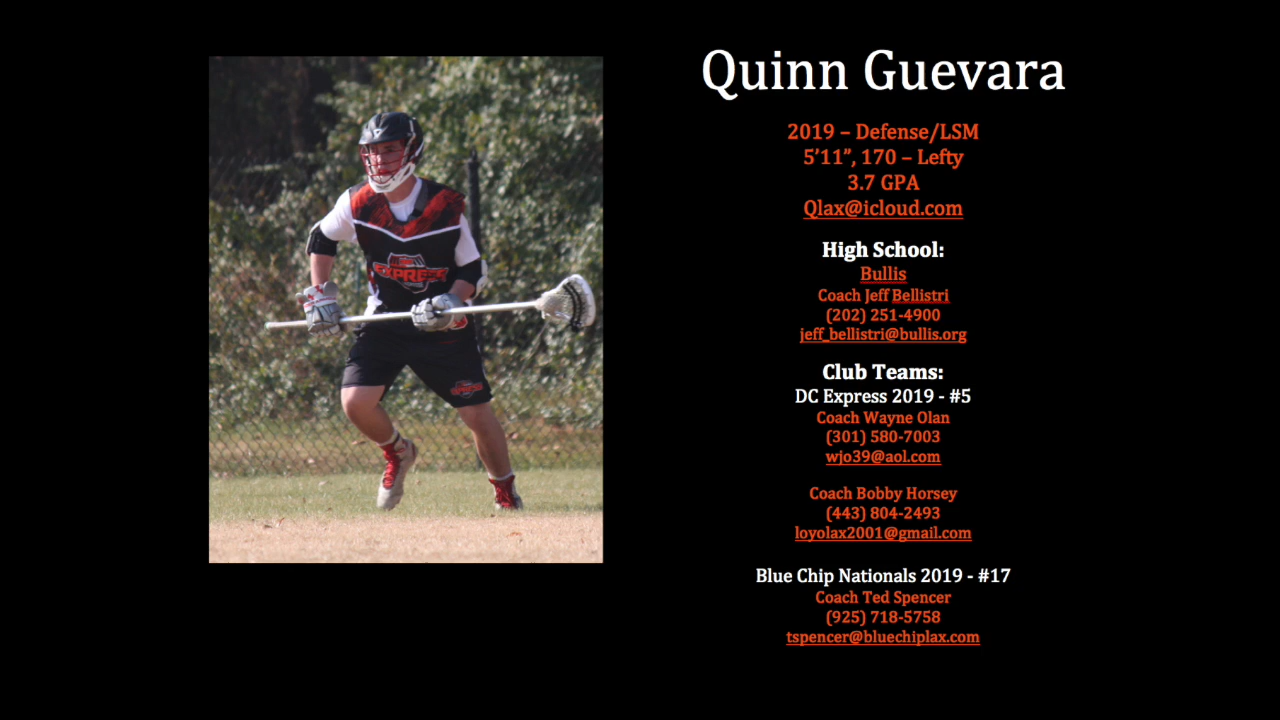 Quinn Guevara
2019 – Defense/LSM
5’11”, 170 – Lefty
3.7 GPA
Qlax@icloud.com
High School:
Bullis
Coach Jeff Bellistri
(202) 251-4900
jeff_bellistri@bullis.org
Club Teams:
DC Express 2019 - #5
Coach Wayne Olan
(301) 580-7003
wjo39@aol.com
Coach Bobby Horsey
(443) 804-2493
loyolax2001@gmail.com
Blue Chip Nationals 2019 - #17
Coach Ted Spencer
(925) 718-5758
tspencer@bluechiplax.com
EXPRESS